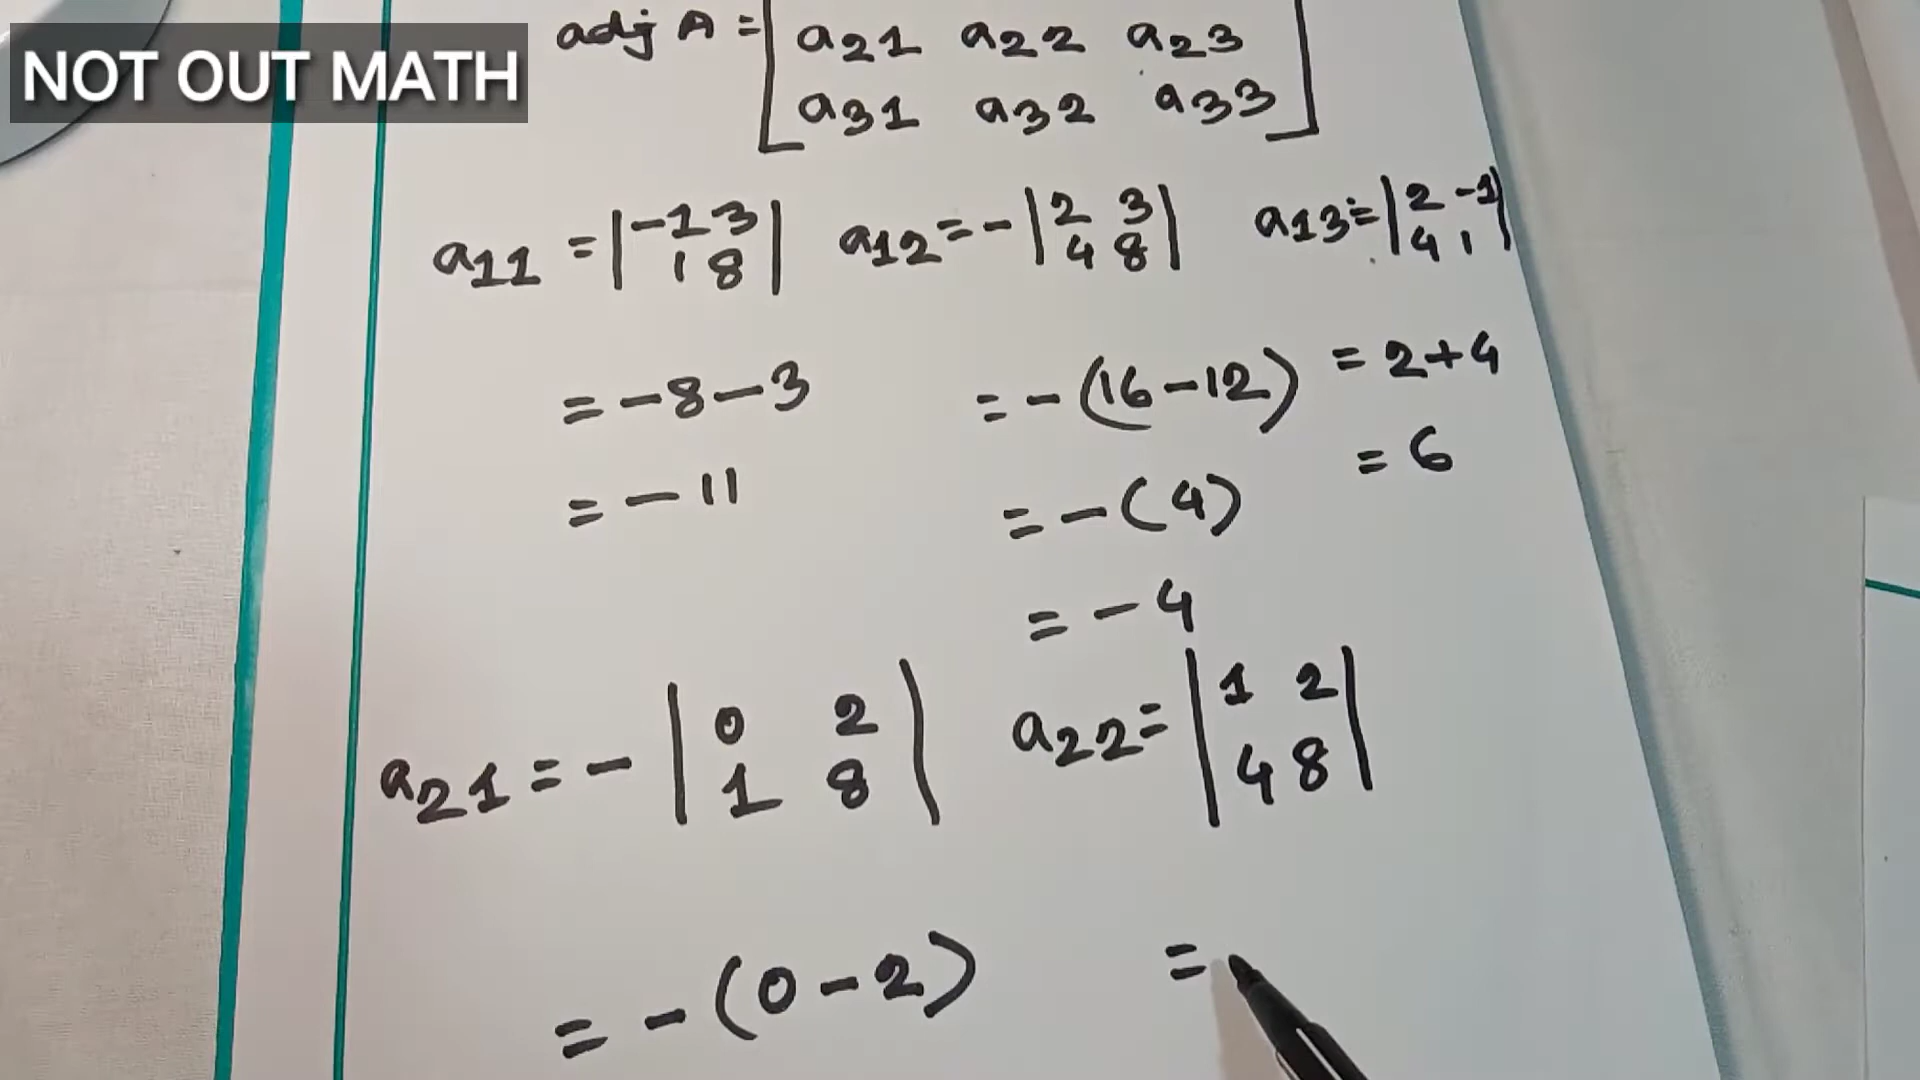 NOT OUT MATH
adj A = [ a21 a22 a23
a31 a32 a33 ]
a11 = |-1 3 a12 = - |2 3 a13 = |2 -1
1 8| 4 8| 4 1|
= -8-3 = -(16-12) = 2+4
= -11 = -(4) = 6
= -4
a21 = - |0 2 a22 = |1 2
1 8| 4 8|
= -(0-2) =